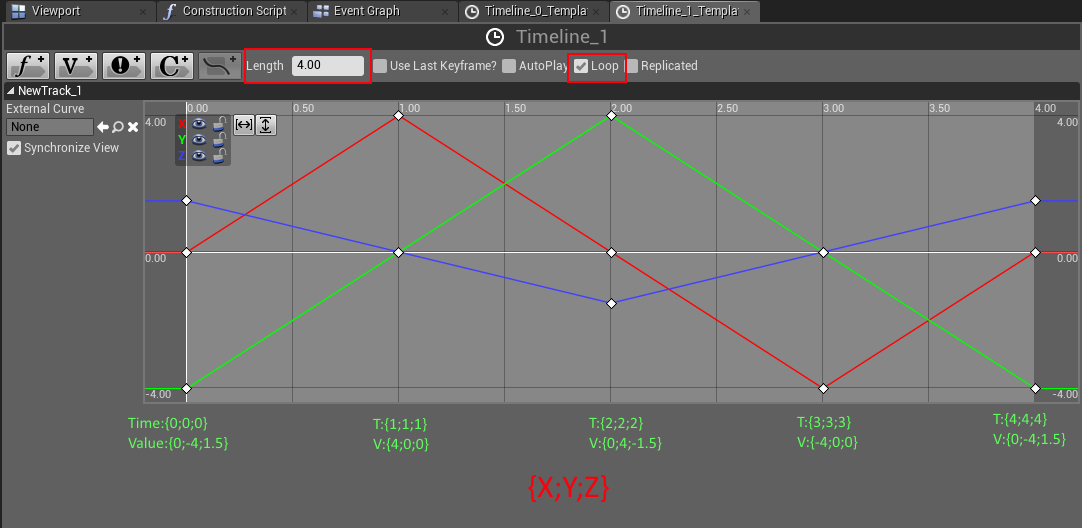 Viewport
Construction Script
Event Graph
Timeline_0_Templa
Timeline_1_Templa
Timeline_1
f+ V+ !+ C+ Length 4.00 Use Last Keyframe? AutoPlay Loop Replicated
NewTrack_1
External Curve
None
Synchronize View
0.00 0.50 1.00 1.50 2.00 2.50 3.00 3.50 4.00
4.00 4.00
X
Y
Z
0.00 0.00
-4.00 -4.00
Time:{0;0;0} T:{1;1;1} T:{2;2;2} T:{3;3;3} T:{4;4;4}
Value:{0;-4;1.5} V:{4;0;0} V:{0;4;-1.5} V:{-4;0;0} V:{0;-4;1.5}
{X;Y;Z}